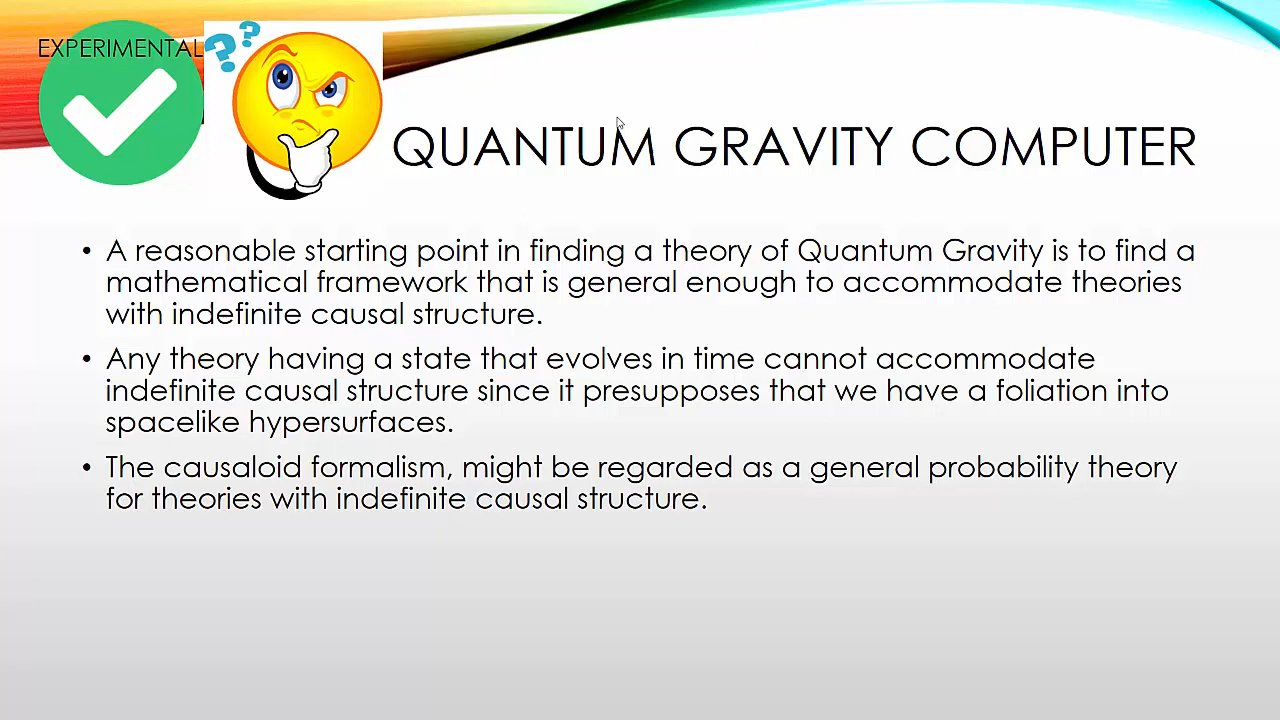 EXPERIMENTAL
??
QUANTUM GRAVITY COMPUTER
• A reasonable starting point in finding a theory of Quantum Gravity is to find a
mathematical framework that is general enough to accommodate theories
with indefinite causal structure.
• Any theory having a state that evolves in time cannot accommodate
indefinite causal structure since it presupposes that we have a foliation into
spacelike hypersurfaces.
• The causaloid formalism, might be regarded as a general probability theory
for theories with indefinite causal structure.